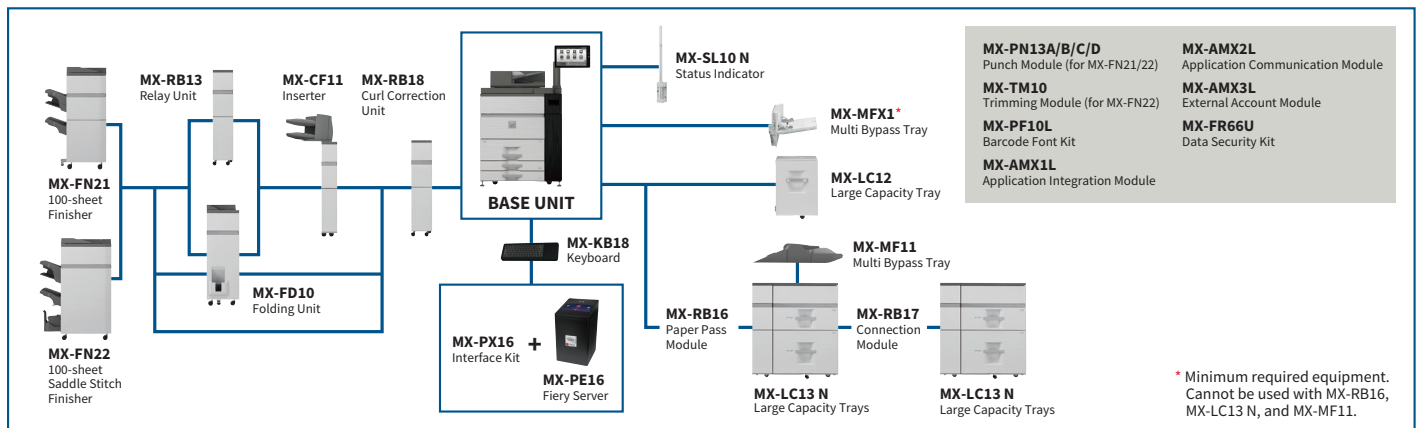 MX-FN21
100-sheet
Finisher
MX-FN22
100-sheet
Saddle Stitch
Finisher
MX-RB13
Relay Unit
MX-FD10
Folding Unit
MX-CF11
Inserter
MX-RB18
Curl Correction
Unit
BASE UNIT
MX-KB18
Keyboard
MX-PX16
Interface Kit
+
MX-PE16
Fiery Server
MX-SL10 N
Status Indicator
MX-MFX1*
Multi Bypass Tray
MX-LC12
Large Capacity Tray
MX-MF11
Multi Bypass Tray
MX-RB16
Paper Pass
Module
MX-LC13 N
Large Capacity Trays
MX-RB17
Connection
Module
MX-LC13 N
Large Capacity Trays
MX-PN13A/B/C/D
Punch Module (for MX-FN21/22)
MX-TM10
Trimming Module (for MX-FN22)
MX-PF10L
Barcode Font Kit
MX-AMX1L
Application Integration Module
MX-AMX2L
Application Communication Module
MX-AMX3L
External Account Module
MX-FR66U
Data Security Kit
* Minimum required equipment.
Cannot be used with MX-RB16,
MX-LC13 N, and MX-MF11.